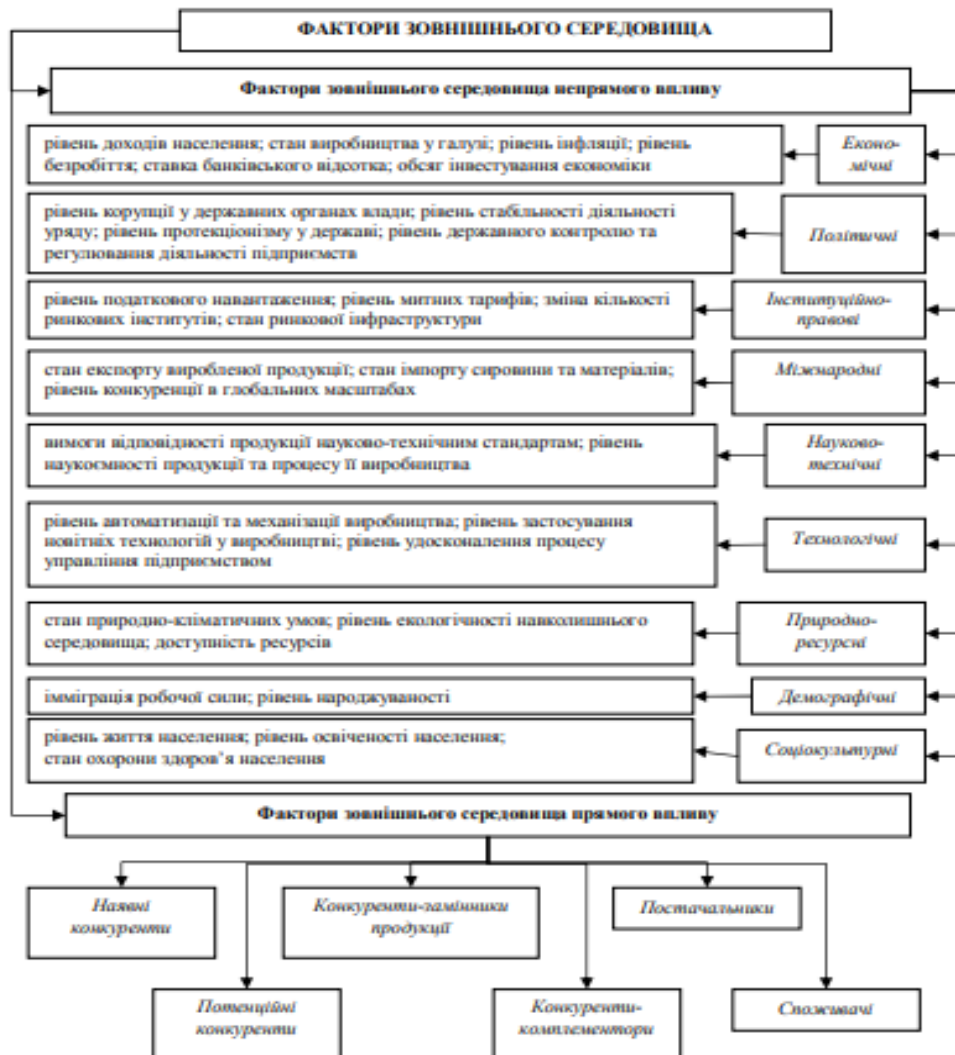 ФАКТОРИ ЗОВНІШНЬОГО СЕРЕДОВИЩА
Фактори зовнішнього середовища непрямого впливу
рівень доходів населення; стан виробництва у галузі; рівень інфляції; рівень
безробіття; ставка банківського відсотка; обсяг інвестування економіки
Еконо-
мічні
рівень корупції у державних органах влади; рівень стабільності діяльності
уряду; рівень протекціонізму у державі; рівень державного контролю та
регулювання діяльності підприємств
Політичні
рівень податкового навантаження; рівень митних тарифів; зміна кількості
ринкових інститутів; стан ринкової інфраструктури
Інституційно-
правові
стан експорту виробленої продукції; стан імпорту сировини та матеріалів;
рівень конкуренції в глобальних масштабах
Міжнародні
вимоги відповідності продукції науково-технічним стандартам; рівень
наукоємності продукції та процесу її виробництва
Науково-
технічні
рівень автоматизації та механізації виробництва; рівень застосування
новітніх технологій у виробництві; рівень удосконалення процесу
управління підприємством
Технологічні
стан природно-кліматичних умов; рівень екологічності навколишнього
середовища; доступність ресурсів
Природно-
ресурсні
імміграція робочої сили; рівень народжуваності
Демографічні
рівень життя населення; рівень освіченості населення;
стан охорони здоров’я населення
Соціокультурні
Фактори зовнішнього середовища прямого впливу
Наявні
конкуренти
Конкуренти-замінники
продукції
Постачальники
Потенційні
конкуренти
Конкуренти-
комплементори
Споживачі